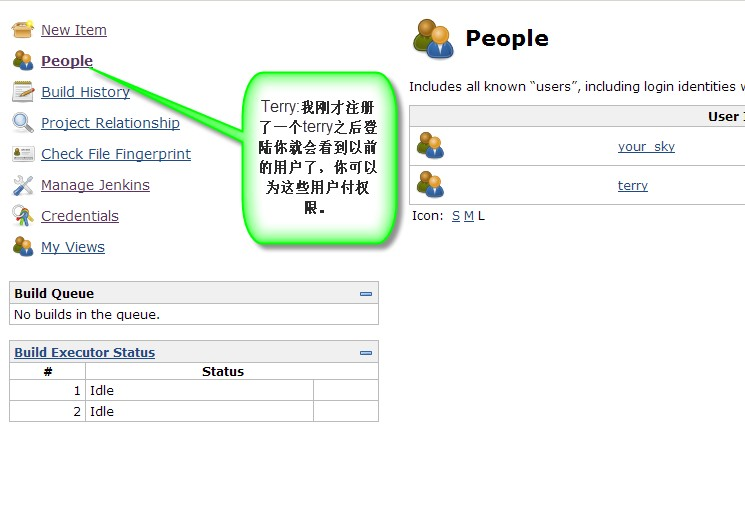 New Item
People
Build History
Project Relationship
Check File Fingerprint
Manage Jenkins
Credentials
My Views
Build Queue
No builds in the queue.
Build Executor Status
# Status
1 Idle
2 Idle
Terry:我刚才注册
了一个terry之后登
陆你就会看到以前
的用户了，你可以
为这些用户付权
限。
People
Includes all known “users”, including login identities
User
your_sky
terry
Icon: S M L